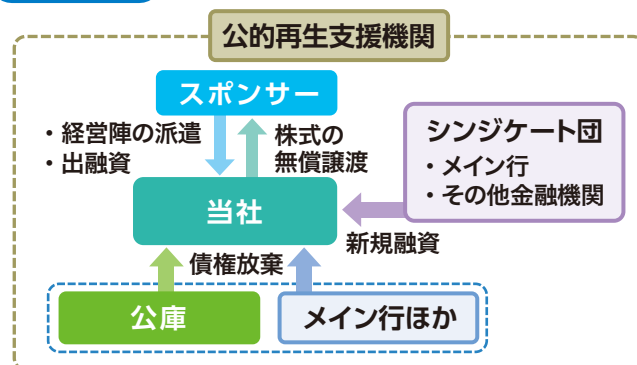 公的再生支援機関
スポンサー
・経営陣の派遣
・出融資
株式の
無償譲渡
シンジケート団
・メイン行
・その他金融機関
当社
新規融資
債権放棄
公庫
メイン行ほか